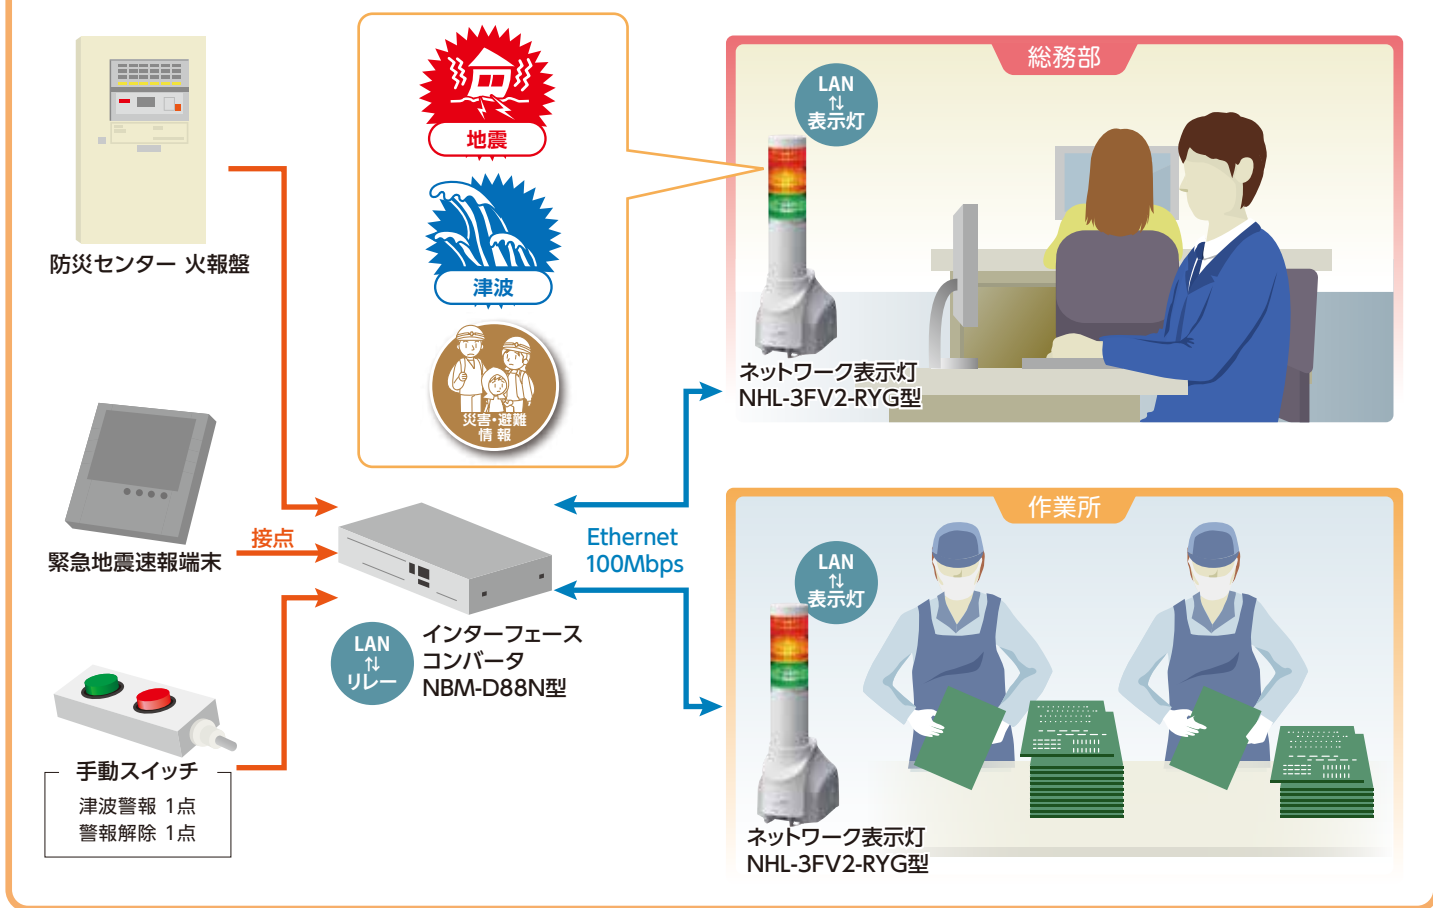 防災センター 火報盤
緊急地震速報端末
接点
手動スイッチ
津波警報 1点
警報解除 1点
地震
津波
災害・避難
情報
LAN
⇅
リレー
インターフェース
コンバータ
NBM-D88N型
Ethernet
100Mbps
総務部
LAN
⇅
表示灯
ネットワーク表示灯
NHL-3FV2-RYG型
作業所
LAN
⇅
表示灯
ネットワーク表示灯
NHL-3FV2-RYG型